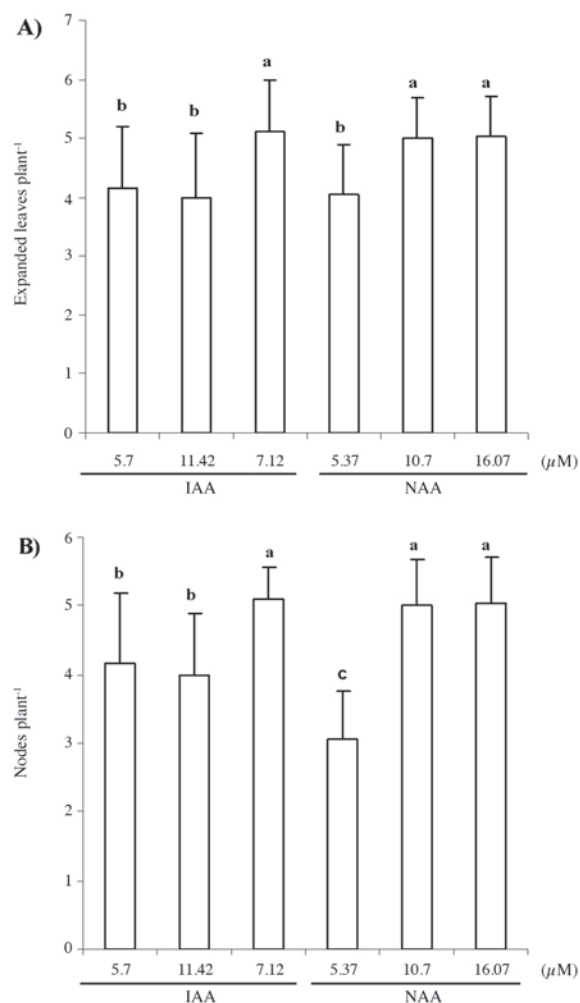 A)
7
6
5
4
3
2
1
0
Expanded leaves plant⁻¹
b
b
a
b
a
a
5.7 11.42 7.12 5.37 10.7 16.07 (µM)
IAA NAA
B)
6
5
4
3
2
1
0
Nodes plant⁻¹
b
b
a
c
a
a
5.7 11.42 7.12 5.37 10.7 16.07 (µM)
IAA NAA